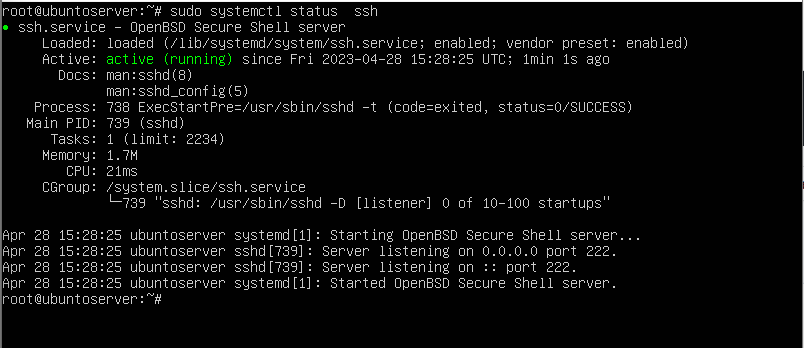 root@ubuntoserver:~# sudo systemctl status  ssh
● ssh.service - OpenBSD Secure Shell server
     Loaded: loaded (/lib/systemd/system/ssh.service; enabled; vendor preset: enabled)
     Active: active (running) since Fri 2023-04-28 15:28:25 UTC; 1min 1s ago
       Docs: man:sshd(8)
             man:sshd_config(5)
    Process: 738 ExecStartPre=/usr/sbin/sshd -t (code=exited, status=0/SUCCESS)
   Main PID: 739 (sshd)
      Tasks: 1 (limit: 2234)
     Memory: 1.7M
        CPU: 21ms
     CGroup: /system.slice/ssh.service
             └─739 "sshd: /usr/sbin/sshd -D [listener] 0 of 10-100 startups"

Apr 28 15:28:25 ubuntoserver systemd[1]: Starting OpenBSD Secure Shell server...
Apr 28 15:28:25 ubuntoserver sshd[739]: Server listening on 0.0.0.0 port 222.
Apr 28 15:28:25 ubuntoserver sshd[739]: Server listening on :: port 222.
Apr 28 15:28:25 ubuntoserver systemd[1]: Started OpenBSD Secure Shell server.
root@ubuntoserver:~#